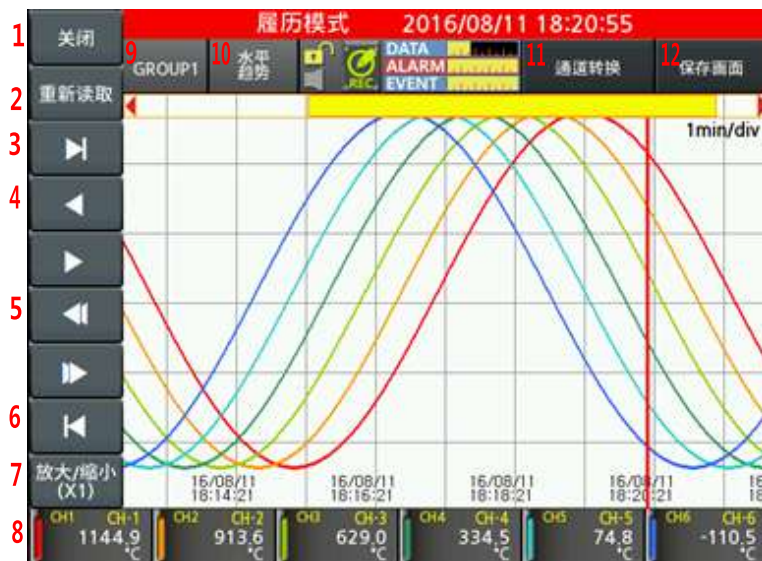 履历模式 2016/08/11 18:20:55
1 关闭
9 GROUP1
10 水平
趋势
REC
DATA
ALARM
EVENT
11 通道转换
12 保存画面
2 重新读取
1min/div
3
4
5
6
7 放大/缩小
(X1)
16/08/11
18:14:21
16/08/11
18:16:21
16/08/11
18:18:21
16/08/11
18:20:21
16
18
8
CH1 CH-1
1144.9
°C
CH2 CH-2
913.6
°C
CH3 CH-3
629.0
°C
CH4 CH-4
334.5
°C
CH5 CH-5
74.8
°C
CH6 CH-6
-110.5
°C